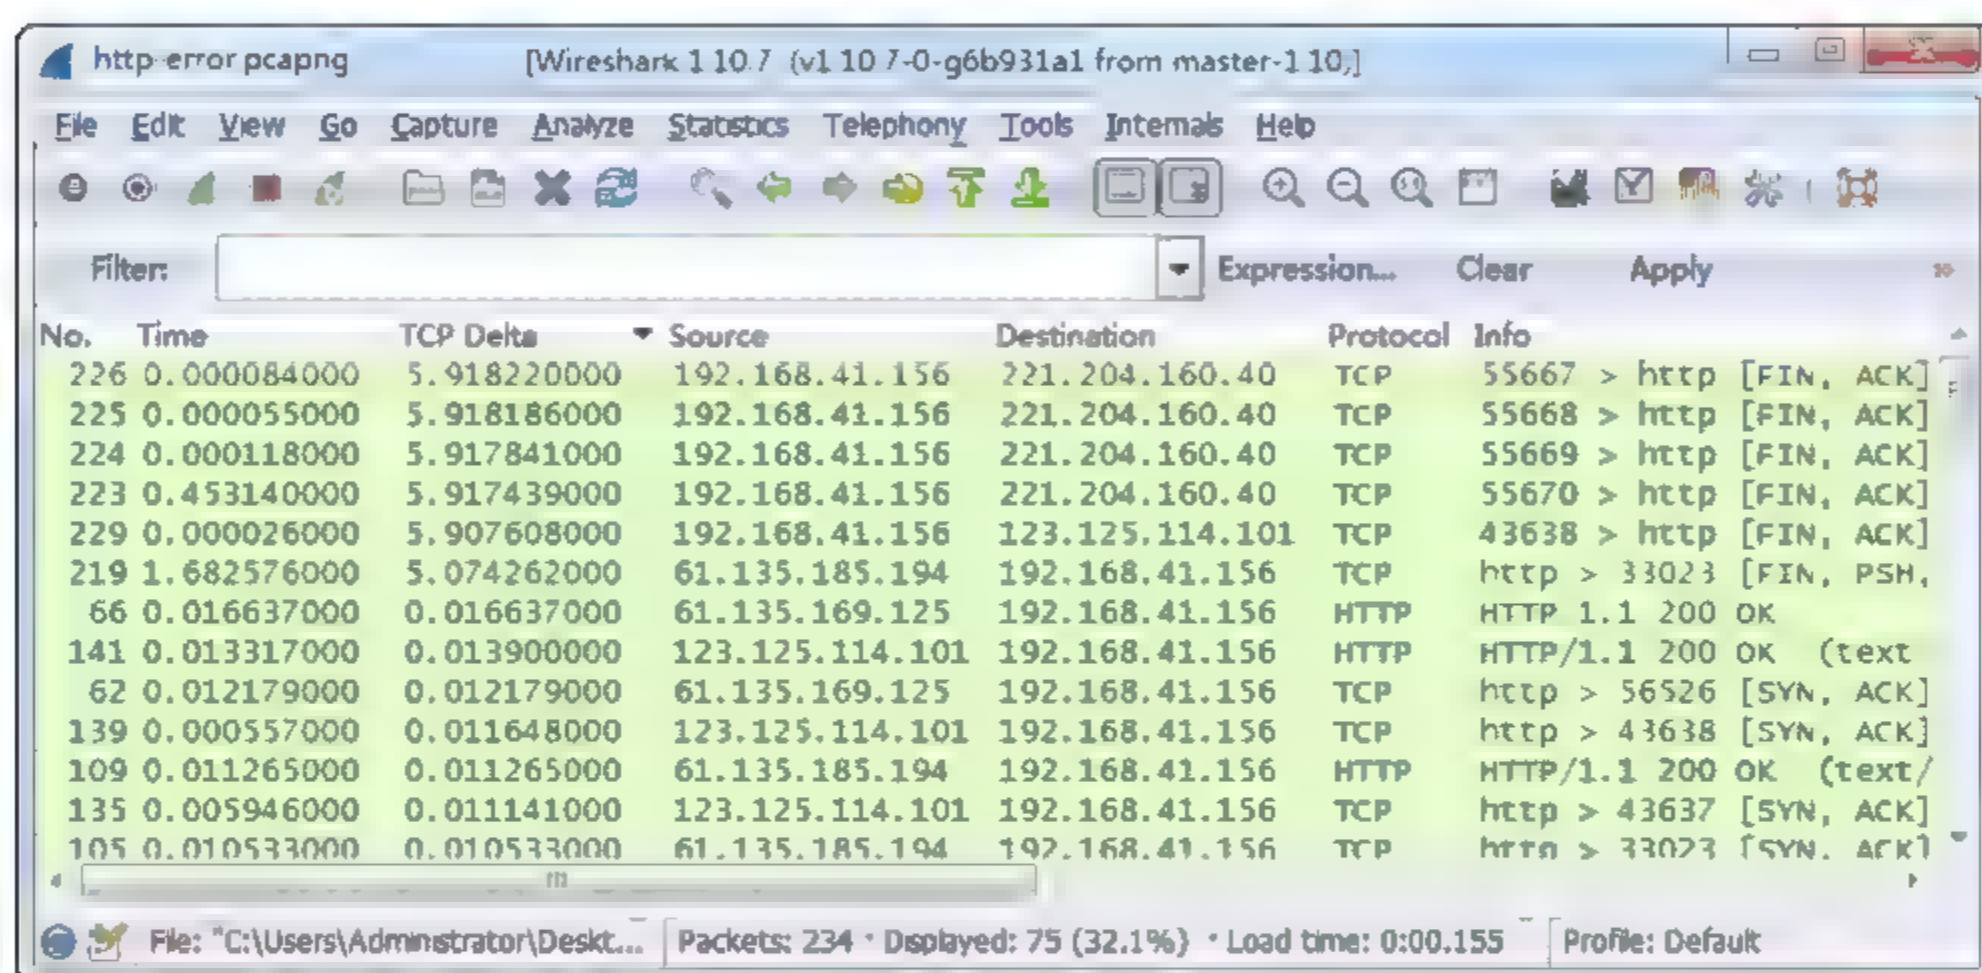 http-error pcapng [Wireshark 1 10.7 (v1 10 7-0-g6b931a1 from master-1 10,]
File Edit View Go Capture Analyze Statistics Telephony Tools Internals Help
Filter: Expression... Clear Apply
No. Time TCP Delta Source Destination Protocol Info
226 0.000084000 5.918220000 192.168.41.156 221.204.160.40 TCP 55667 > http [FIN, ACK]
225 0.000055000 5.918186000 192.168.41.156 221.204.160.40 TCP 55668 > http [FIN, ACK]
224 0.000118000 5.917841000 192.168.41.156 221.204.160.40 TCP 55669 > http [FIN, ACK]
223 0.453140000 5.917439000 192.168.41.156 221.204.160.40 TCP 55670 > http [FIN, ACK]
229 0.000026000 5.907608000 192.168.41.156 123.125.114.101 TCP 43638 > http [FIN, ACK]
219 1.682576000 5.074262000 61.135.185.194 192.168.41.156 TCP http > 33023 [FIN, PSH,
66 0.016637000 0.016637000 61.135.169.125 192.168.41.156 HTTP HTTP 1.1 200 OK
141 0.013317000 0.013900000 123.125.114.101 192.168.41.156 HTTP HTTP/1.1 200 OK (text
62 0.012179000 0.012179000 61.135.169.125 192.168.41.156 TCP http > 56526 [SYN, ACK]
139 0.000557000 0.011648000 123.125.114.101 192.168.41.156 TCP http > 43638 [SYN, ACK]
109 0.011265000 0.011265000 61.135.185.194 192.168.41.156 HTTP HTTP/1.1 200 OK (text/
135 0.005946000 0.011141000 123.125.114.101 192.168.41.156 TCP http > 43637 [SYN, ACK]
105 0.010533000 0.010533000 61.135.185.194 192.168.41.156 TCP http > 33023 [SYN, ACK]
File: "C:\Users\Administrator\Deskt... Packets: 234 · Displayed: 75 (32.1%) · Load time: 0:00.155 Profile: Default